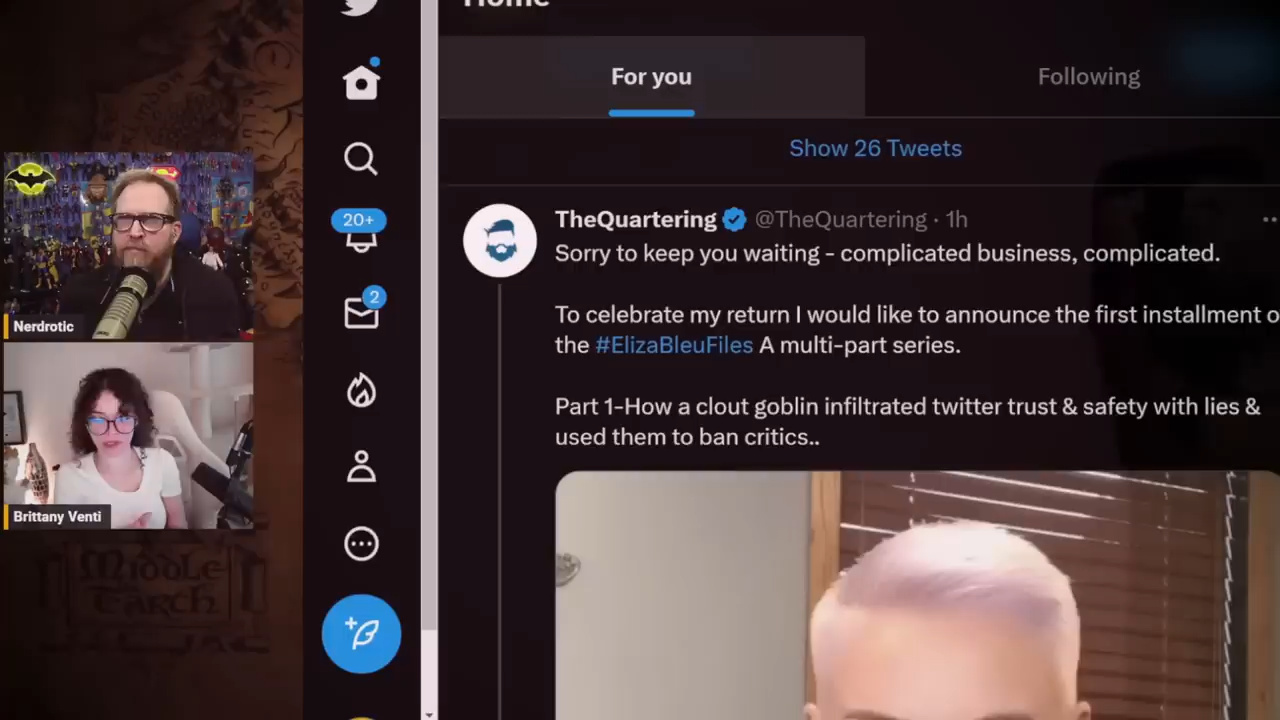 Home
For you
Following
Show 26 Tweets
20+
TheQuartering @TheQuartering · 1h
Sorry to keep you waiting - complicated business, complicated.
2
To celebrate my return I would like to announce the first installment o
the #ElizaBleuFiles A multi-part series.
Nerdrotic
Part 1-How a clout goblin infiltrated twitter trust & safety with lies &
used them to ban critics..
Brittany Venti
MIDDLE
EARTH